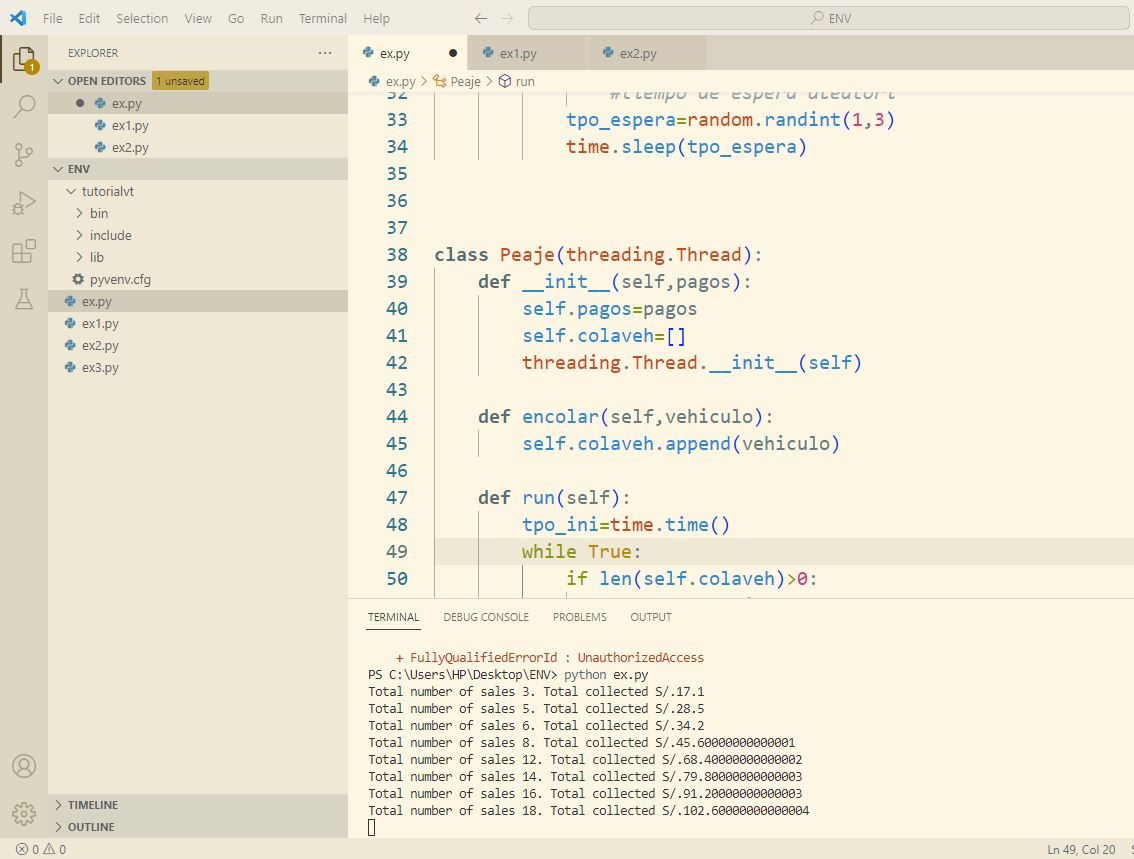 File Edit Selection View Go Run Terminal Help
ENV
EXPLORER
1
OPEN EDITORS 1 unsaved
ex.py
ex1.py
ex2.py
ENV
tutorialvt
bin
include
lib
pyvenv.cfg
ex.py
ex1.py
ex2.py
ex3.py
TIMELINE
OUTLINE
ex.py ex1.py ex2.py
ex.py > Peaje > run
32 #tiempo de espera aleatori
33 tpo_espera=random.randint(1,3)
34 time.sleep(tpo_espera)
35
36
37
38 class Peaje(threading.Thread):
39 def __init__(self,pagos):
40 self.pagos=pagos
41 self.colaveh=[]
42 threading.Thread.__init__(self)
43
44 def encolar(self,vehiculo):
45 self.colaveh.append(vehiculo)
46
47 def run(self):
48 tpo_ini=time.time()
49 while True:
50 if len(self.colaveh)>0:
TERMINAL DEBUG CONSOLE PROBLEMS OUTPUT
+ FullyQualifiedErrorId : UnauthorizedAccess
PS C:\Users\HP\Desktop\ENV> python ex.py
Total number of sales 3. Total collected S/.17.1
Total number of sales 5. Total collected S/.28.5
Total number of sales 6. Total collected S/.34.2
Total number of sales 8. Total collected S/.45.60000000000001
Total number of sales 12. Total collected S/.68.40000000000002
Total number of sales 14. Total collected S/.79.80000000000003
Total number of sales 16. Total collected S/.91.20000000000003
Total number of sales 18. Total collected S/.102.60000000000004
0 0
Ln 49, Col 20